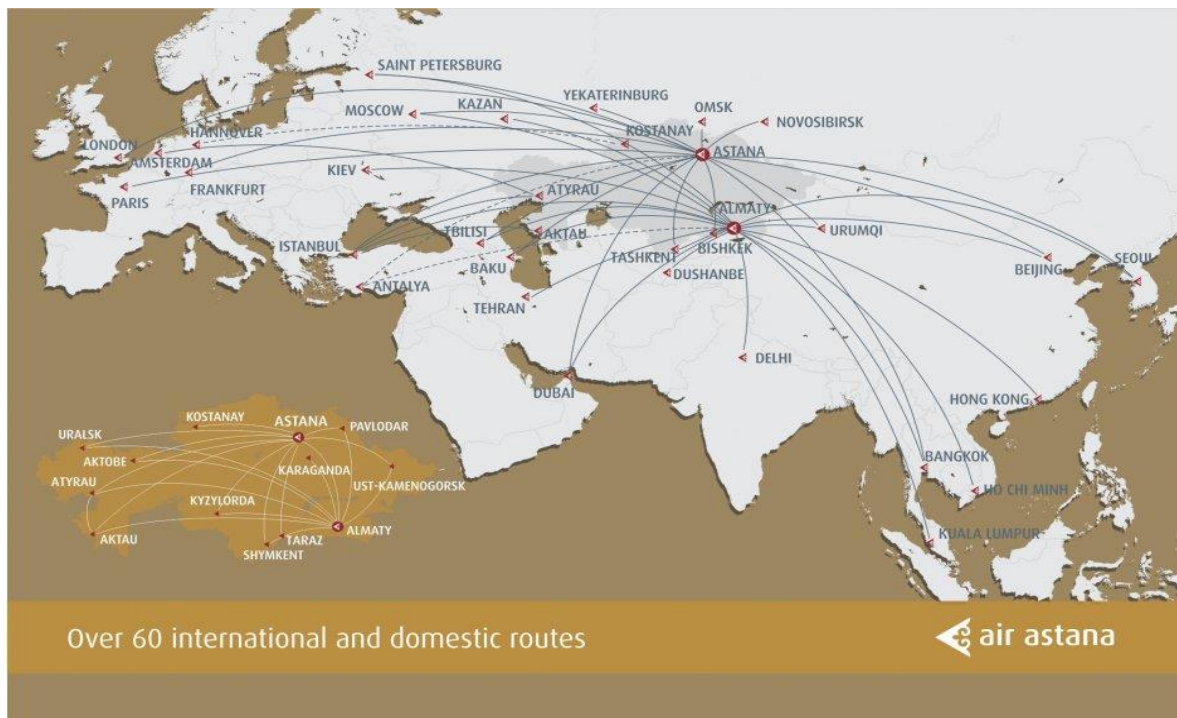 SAINT PETERSBURG
MOSCOW
KAZAN
YEKATERINBURG
OMSK
NOVOSIBIRSK
HANNOVER
KOSTANAY
LONDON
AMSTERDAM
ASTANA
KIEV
FRANKFURT
PARIS
ATYRAU
ALMATY
TBILISI
AKTAU
URUMQI
ISTANBUL
BISHKEK
TASHKENT
BAKU
DUSHANBE
BEIJING
SEOUL
ANTALYA
TEHRAN
DELHI
DUBAI
HONG KONG
BANGKOK
HO CHI MINH
KUALA LUMPUR
KOSTANAY
ASTANA
PAVLODAR
URALSK
AKTOBE
KARAGANDA
ATYRAU
UST-KAMENOGORSK
KYZYLORDA
ALMATY
AKTAU
TARAZ
SHYMKENT
Over 60 international and domestic routes
air astana